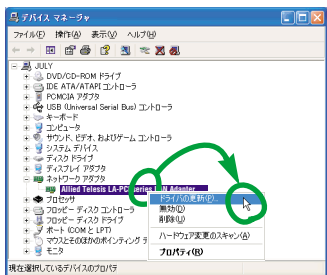 デバイス マネージャ
ファイル(F) 操作(A) 表示(V) ヘルプ(H)
JULY
DVD/CD-ROM ドライブ
IDE ATA/ATAPI コントローラ
PCMCIA アダプタ
USB (Universal Serial Bus) コントローラ
キーボード
コンピュータ
サウンド、ビデオ、およびゲーム コントローラ
システム デバイス
ディスク ドライブ
ディスプレイ アダプタ
ネットワーク アダプタ
Allied Telesis LA-PCI series LAN Adapter
プロセッサ
ドライバの更新(P)...
フロッピー ディスク コントローラ
無効(D)
フロッピー ディスク ドライブ
削除(U)
ポート (COM と LPT)
ハードウェア変更のスキャン(A)
マウスとそのほかのポインティング デ
モニタ
プロパティ(R)
現在選択しているデバイスのプロパテ